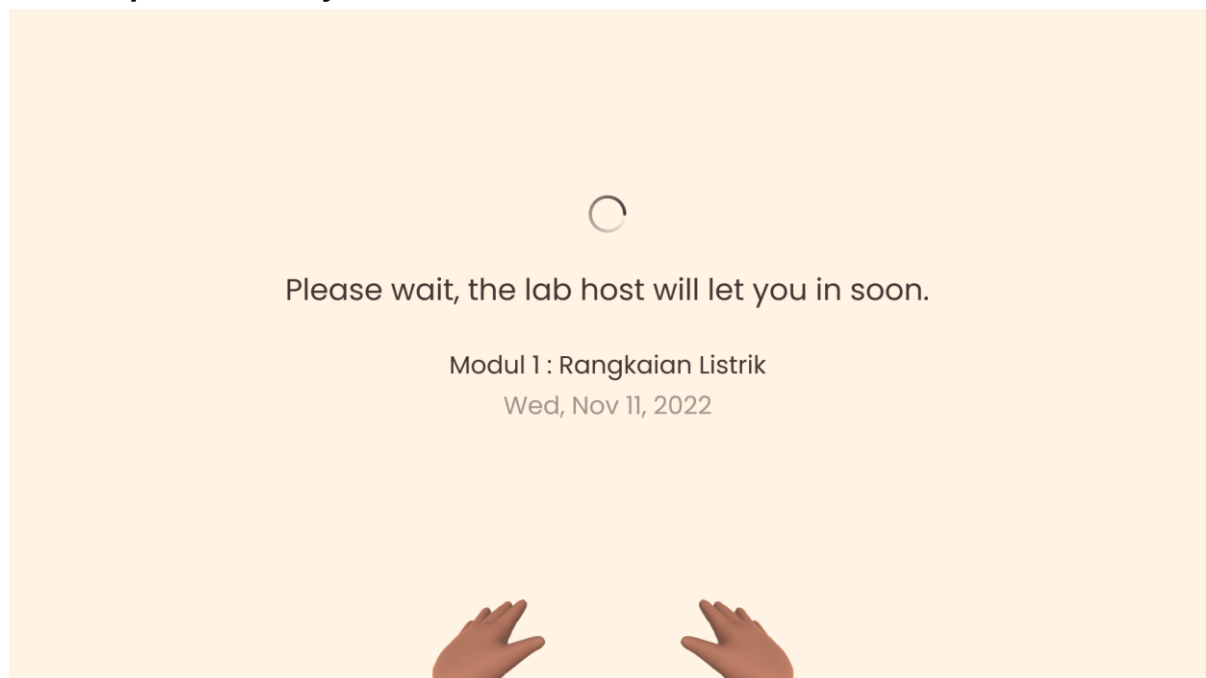 Please wait, the lab host will let you in soon.
Modul 1 : Rangkaian Listrik
Wed, Nov 11, 2022